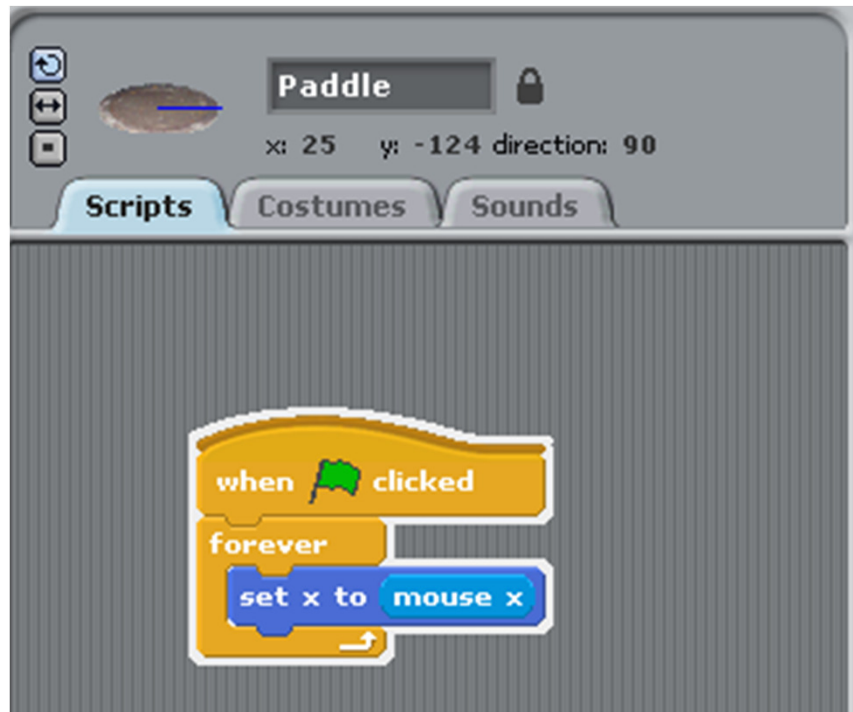 Paddle
x: 25 y: -124 direction: 90
Scripts Costumes Sounds
when clicked
forever
set x to mouse x